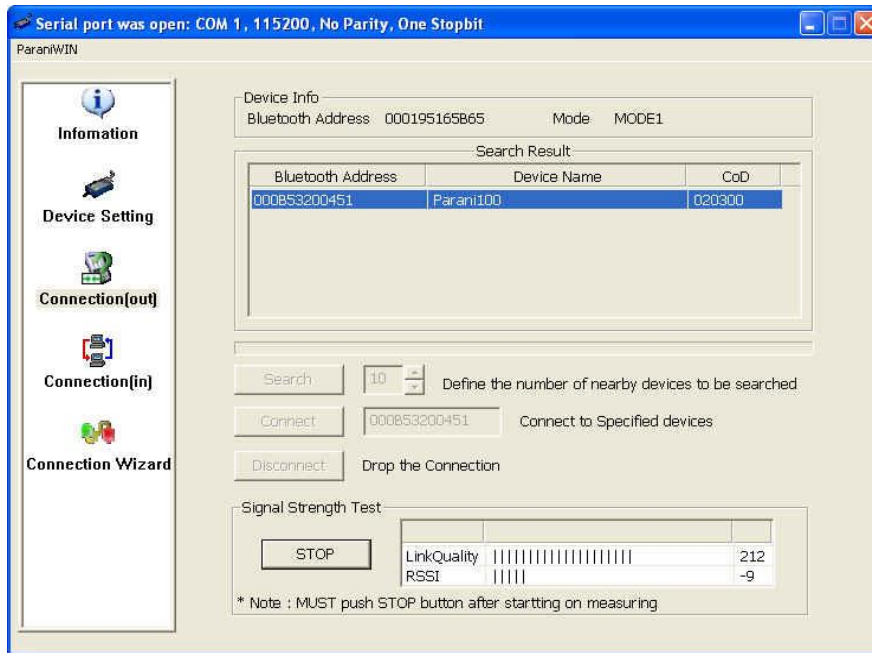 Serial port was open: COM 1, 115200, No Parity, One Stopbit
ParaniWIN
Infomation
Device Setting
Connection(out)
Connection(in)
Connection Wizard
Device Info
Bluetooth Address 000195165B65 Mode MODE1
Search Result
Bluetooth Address Device Name CoD
000B53200451 Parani100 020300
Search 10 Define the number of nearby devices to be searched
Connect 000B53200451 Connect to Specified devices
Disconnect Drop the Connection
Signal Strength Test
STOP
LinkQuality |||||||||||||||||||| 212
RSSI ||||| -9
* Note : MUST push STOP button after startting on measuring